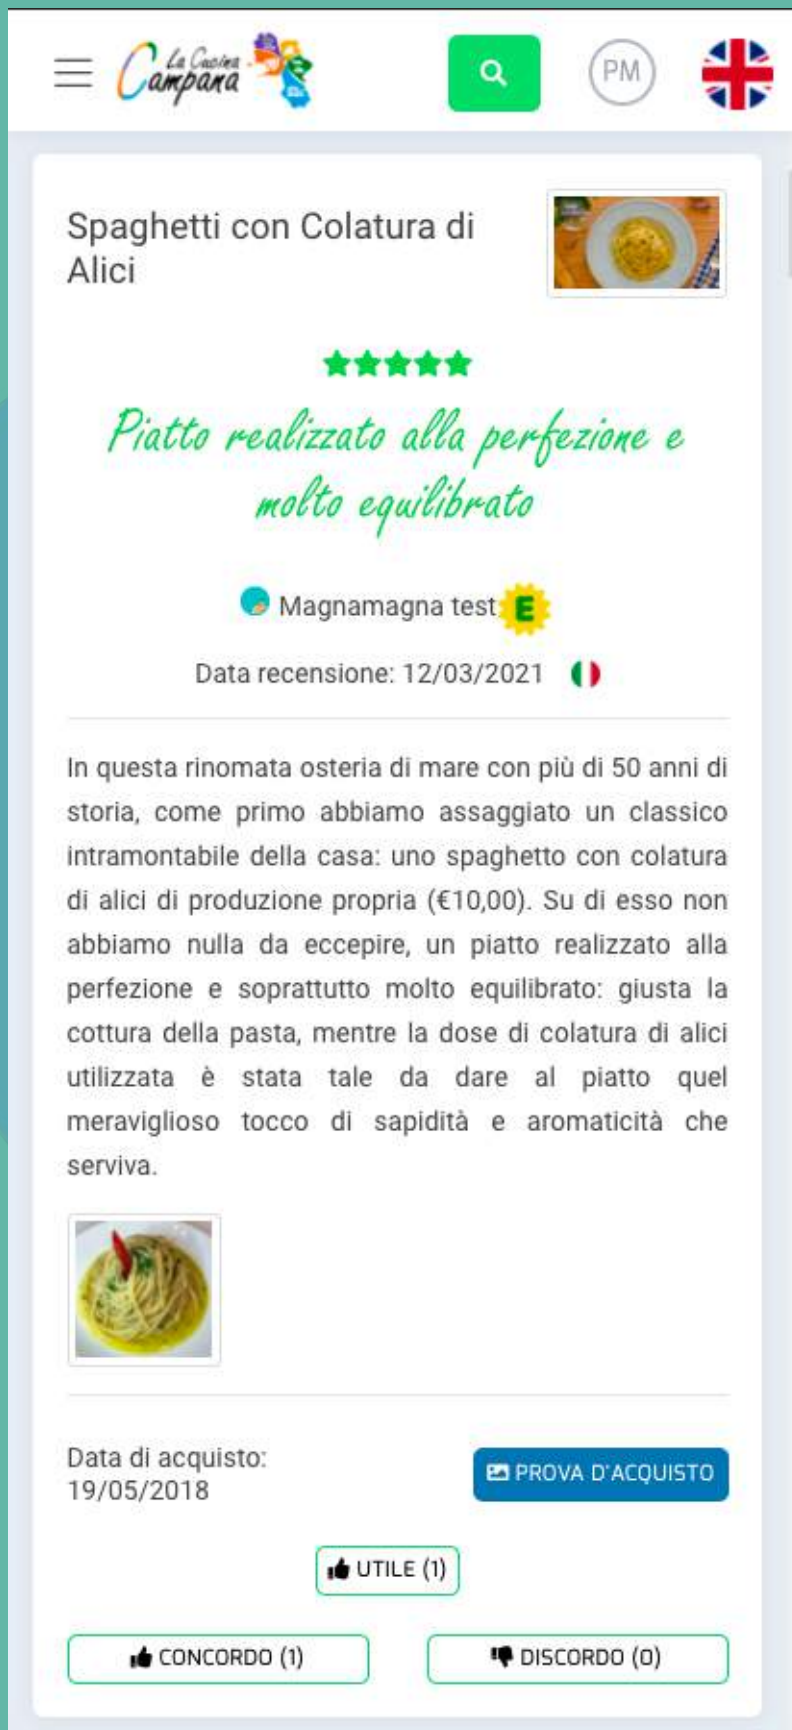 La Cucina
Campana
PM
Spaghetti con Colatura di
Alici
Piatto realizzato alla perfezione e
molto equilibrato
Magnamagna test E
Data recensione: 12/03/2021
In questa rinomata osteria di mare con più di 50 anni di
storia, come primo abbiamo assaggiato un classico
intramontabile della casa: uno spaghetto con colatura
di alici di produzione propria (€10,00). Su di esso non
abbiamo nulla da eccepire, un piatto realizzato alla
perfezione e soprattutto molto equilibrato: giusta la
cottura della pasta, mentre la dose di colatura di alici
utilizzata è stata tale da dare al piatto quel
meraviglioso tocco di sapidità e aromaticità che
serviva.
Data di acquisto:
19/05/2018
PROVA D'ACQUISTO
UTILE (1)
CONCORDO (1)
DISCORDO (0)